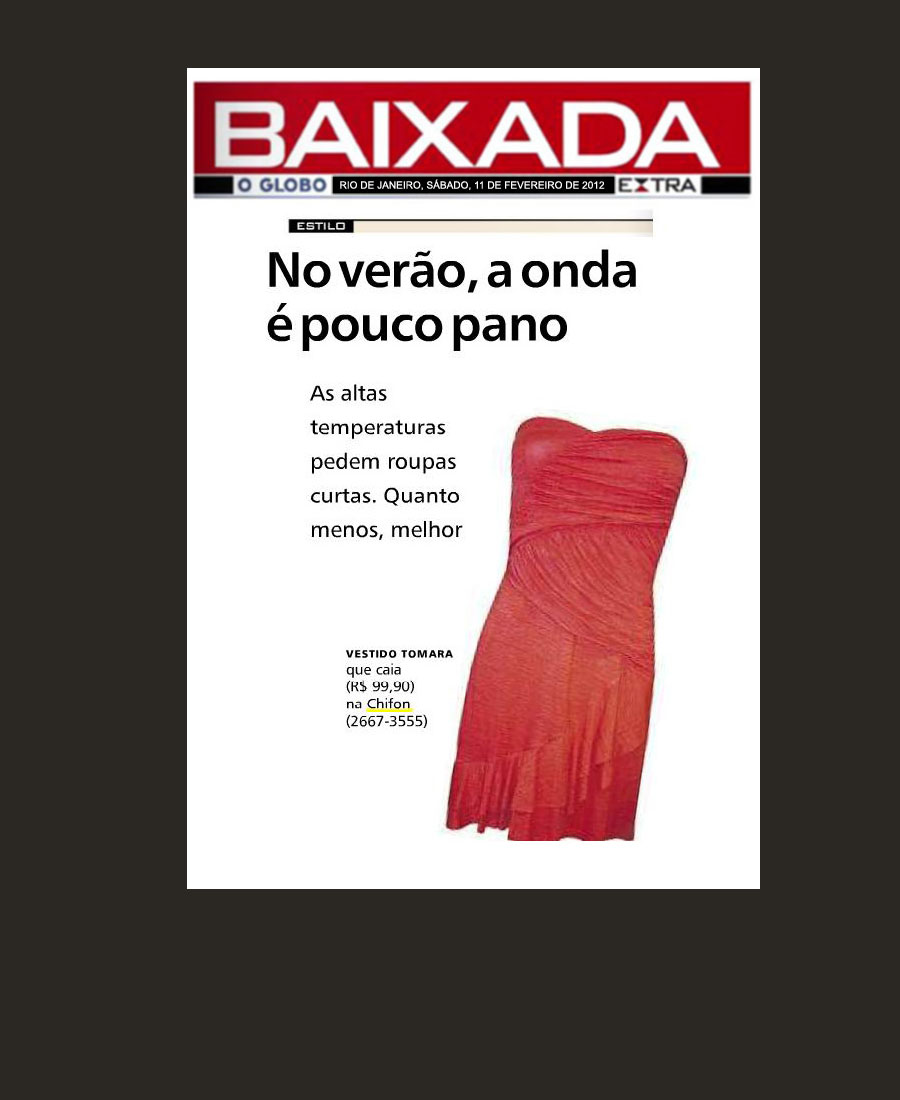 BAIXADA
O GLOBO RIO DE JANEIRO, SÁBADO, 11 DE FEVEREIRO DE 2012 EXTRA
ESTILO
No verão, a onda
é pouco pano
As altas
temperaturas
pedem roupas
curtas. Quanto
menos, melhor
VESTIDO TOMARA
que caia
(R$ 99,90)
na Chifon
(2667-3555)